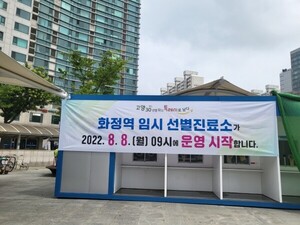 화정역 임시 선별진료소가
2022. 8. 8.(월) 09시에 운영 시작합니다.